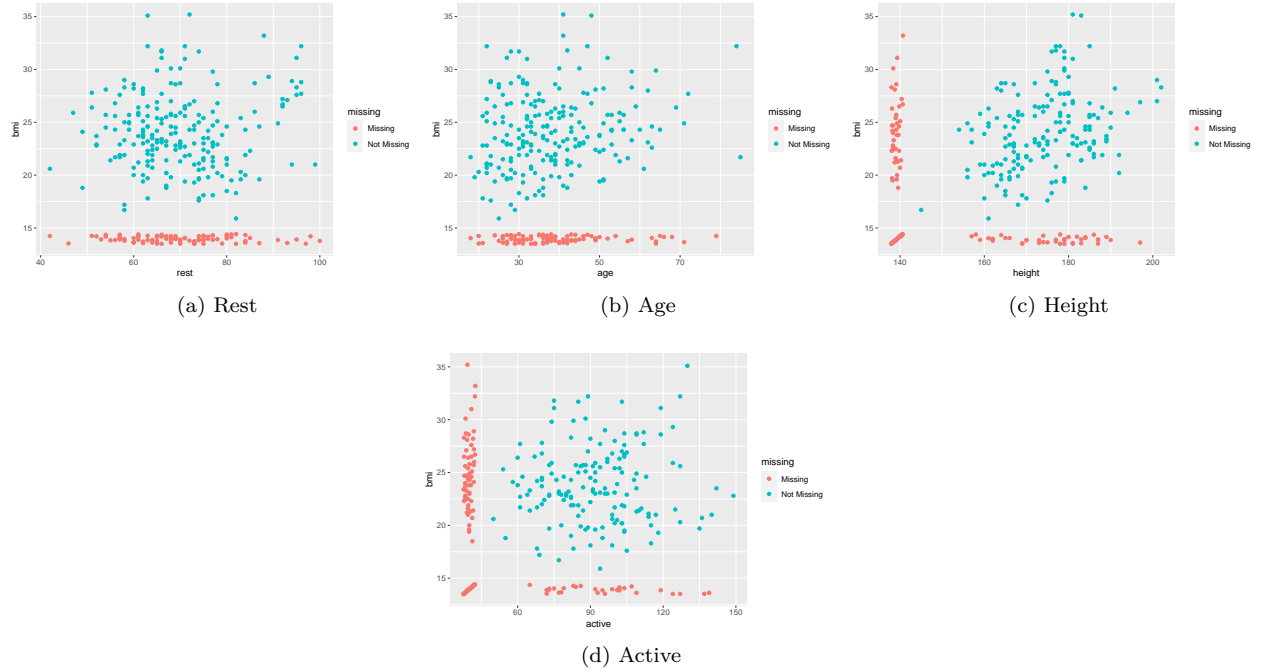 35
30
25
20
15
bmi
40
60
80
100
rest
missing
Missing
Not Missing
(a) Rest
35
30
25
20
15
bmi
30
50
70
age
missing
Missing
Not Missing
(b) Age
35
30
25
20
15
bmi
140
160
180
200
height
missing
Missing
Not Missing
(c) Height
35
30
25
20
15
bmi
60
90
120
150
active
missing
Missing
Not Missing
(d) Active